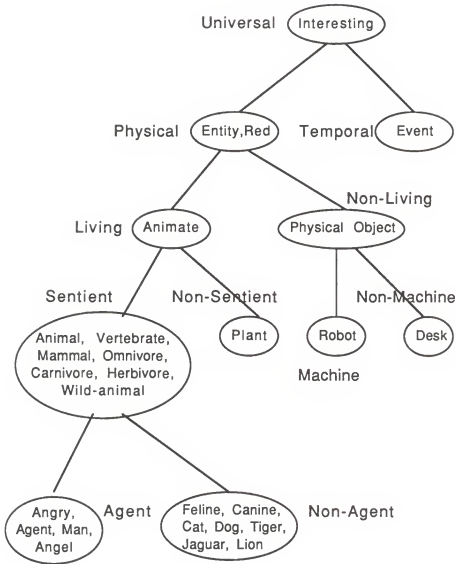 Universal Interesting
Physical Entity,Red Temporal Event
Non-Living
Living Animate Physical Object
Sentient Non-Sentient Non-Machine
Animal, Vertebrate,
Mammal, Omnivore,
Carnivore, Herbivore,
Wild-animal
Plant Robot Desk
Machine
Angry,
Agent, Man,
Angel
Agent
Feline, Canine,
Cat, Dog, Tiger,
Jaguar, Lion
Non-Agent